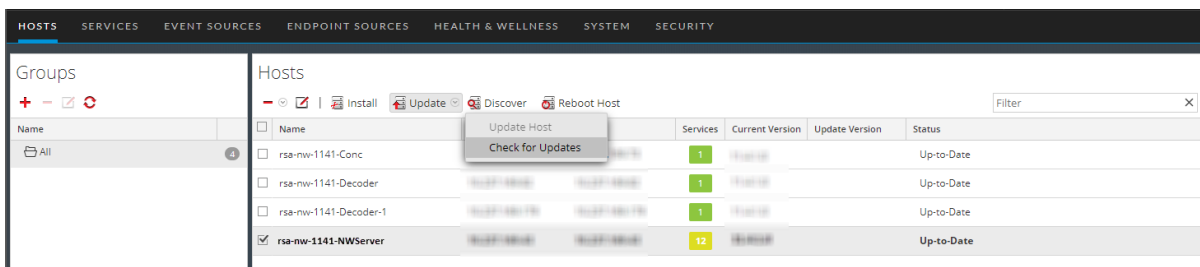 HOSTS SERVICES EVENT SOURCES ENDPOINT SOURCES HEALTH & WELLNESS SYSTEM SECURITY
Groups
Hosts
Install Update Discover Reboot Host Filter
Name
Name Services Current Version Update Version Status
Update Host
Check for Updates
All 4
rsa-nw-1141-Conc 1 Up-to-Date
rsa-nw-1141-Decoder 1 Up-to-Date
rsa-nw-1141-Decoder-1 1 Up-to-Date
rsa-nw-1141-NWServer 12 Up-to-Date